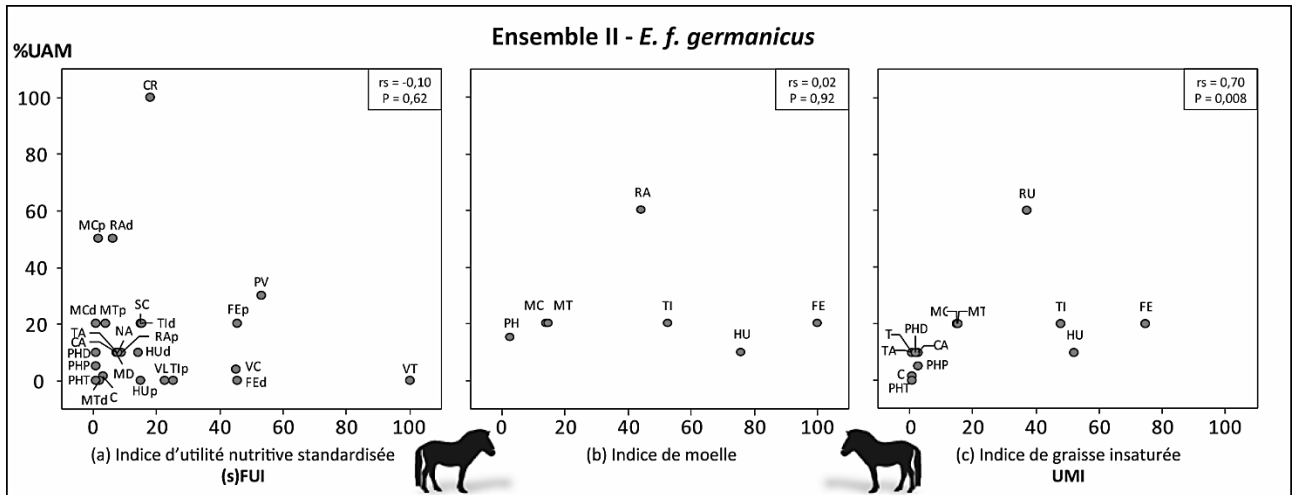 Ensemble II - E. f. germanicus
%UAM
rs = -0,10
P = 0,62
CR
100
80
60
40
20
0
MCp RAd
PV
MCd MTp SC FEp
TId
TA NA
CA RAp
PHD MD HUd
PHP VL TIp VC
PHT HUp FEd VT
MTd C
0 20 40 60 80 100
(a) Indice d'utilité nutritive standardisée
(s)FUI
rs = 0,02
P = 0,92
RA
MC MT TI FE
PH HU
0 20 40 60 80 100
(b) Indice de moelle
rs = 0,70
P = 0,008
RU
MC MT TI FE
T PHD HU
TA CA
PHP
C
PHT
0 20 40 60 80 100
(c) Indice de graisse insaturée
UMI